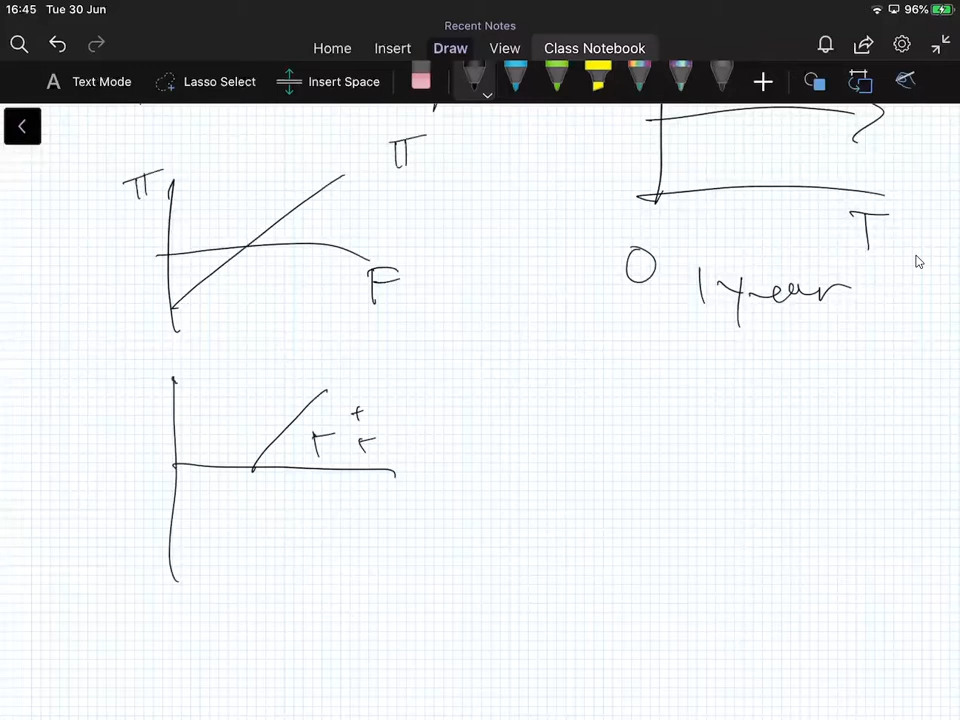 16:45 Tue 30 Jun
96%
Recent Notes
Home Insert Draw View Class Notebook
Text Mode Lasso Select Insert Space
π
π
F
T
0 1 year
+